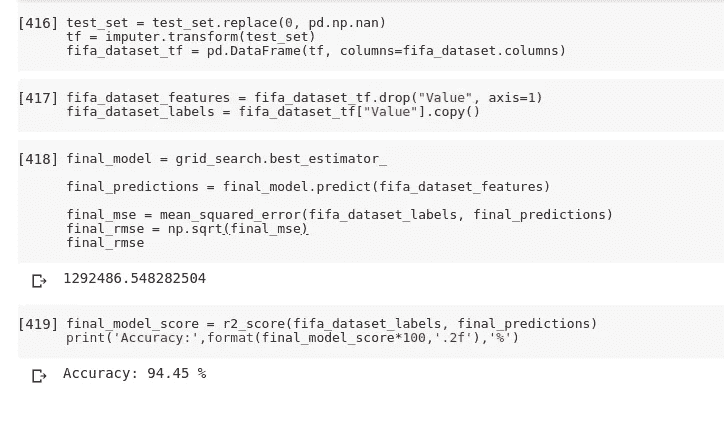 [416] test_set = test_set.replace(0, pd.np.nan)
tf = imputer.transform(test_set)
fifa_dataset_tf = pd.DataFrame(tf, columns=fifa_dataset.columns)
[417] fifa_dataset_features = fifa_dataset_tf.drop("Value", axis=1)
fifa_dataset_labels = fifa_dataset_tf["Value"].copy()
[418] final_model = grid_search.best_estimator_
final_predictions = final_model.predict(fifa_dataset_features)
final_mse = mean_squared_error(fifa_dataset_labels, final_predictions)
final_rmse = np.sqrt(final_mse)
final_rmse
1292486.548282504
[419] final_model_score = r2_score(fifa_dataset_labels, final_predictions)
print('Accuracy:',format(final_model_score*100,'.2f'),'%')
Accuracy: 94.45 %